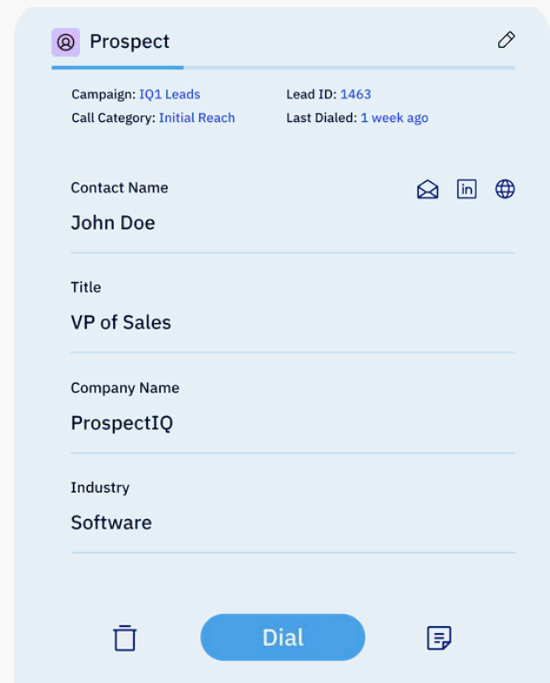 Prospect
Campaign: IQ1 Leads
Lead ID: 1463
Call Category: Initial Reach
Last Dialed: 1 week ago
Contact Name
in
John Doe
Title
VP of Sales
Company Name
ProspectIQ
Industry
Software
Dial